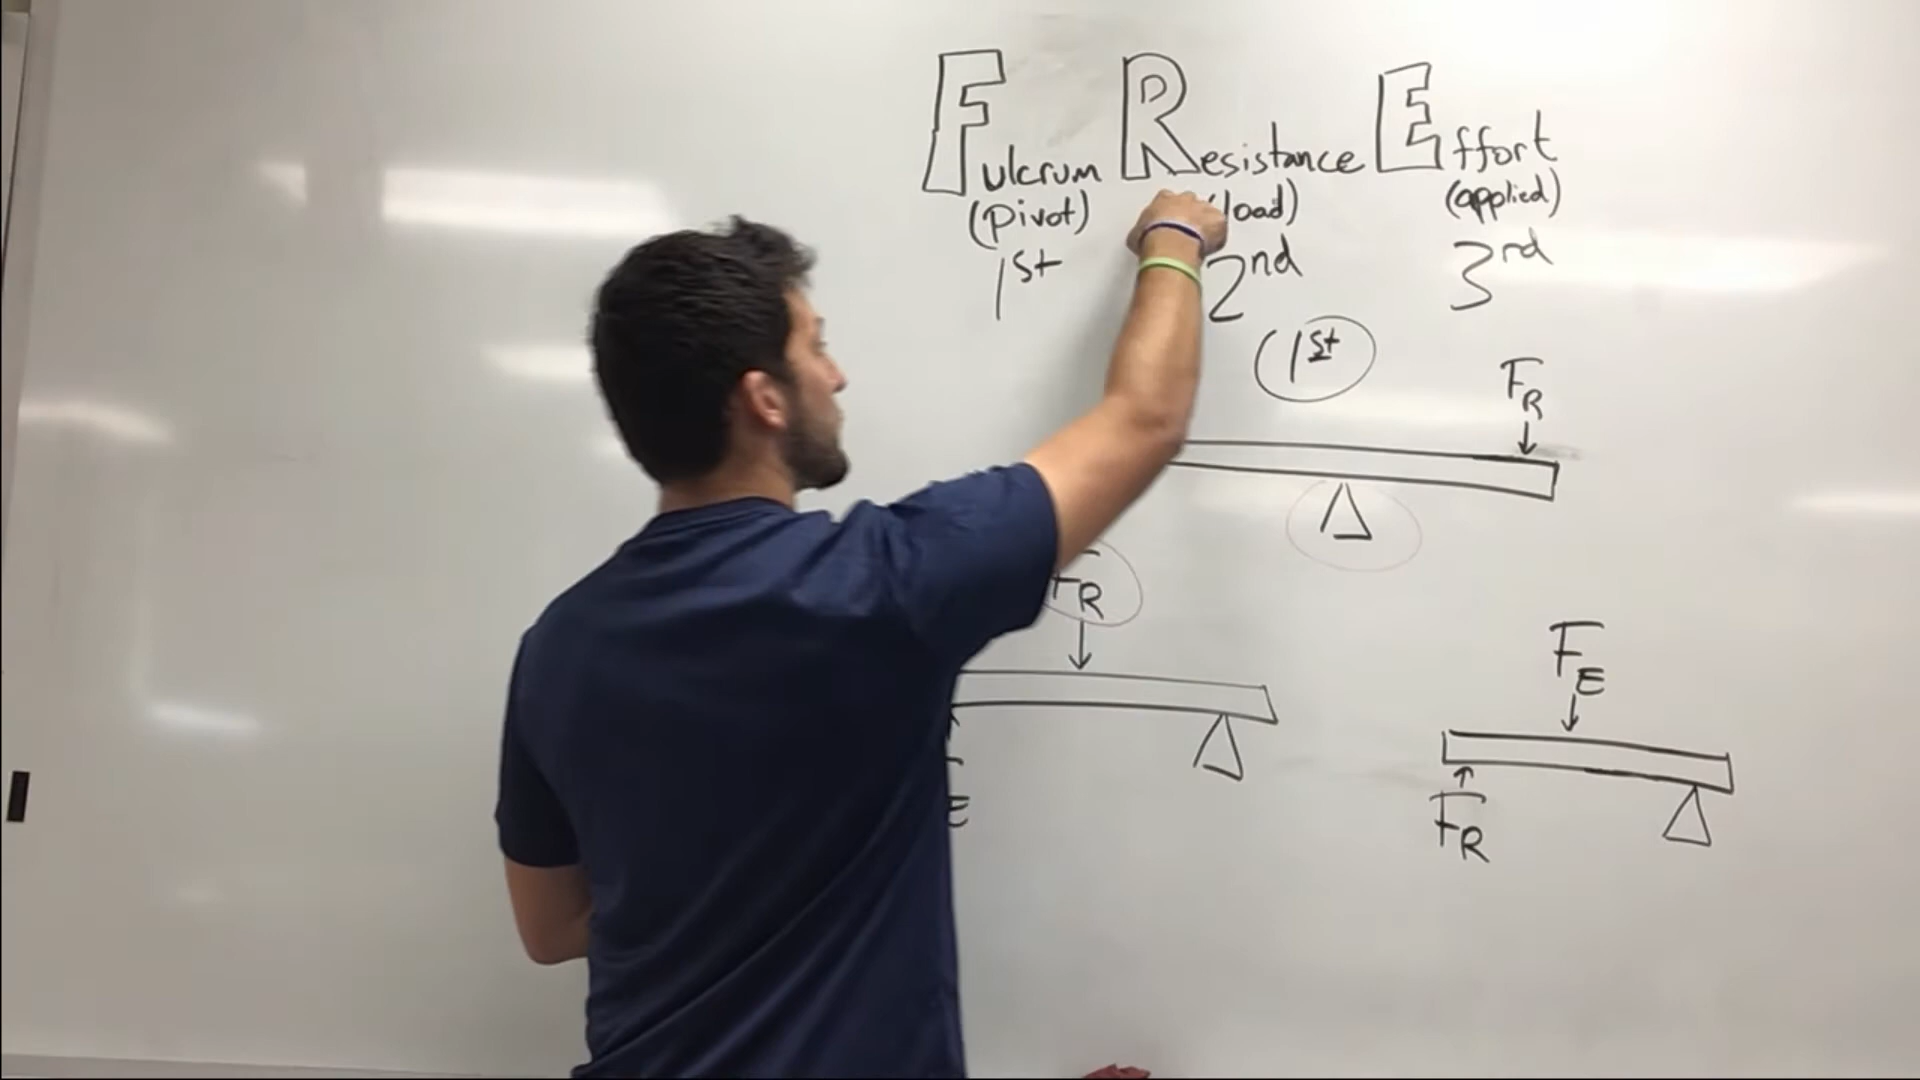 Fulcrum Resistance Effort
(pivot) (load) (applied)
1st 2nd 3rd
1st
FR
FR
FE
E
FR